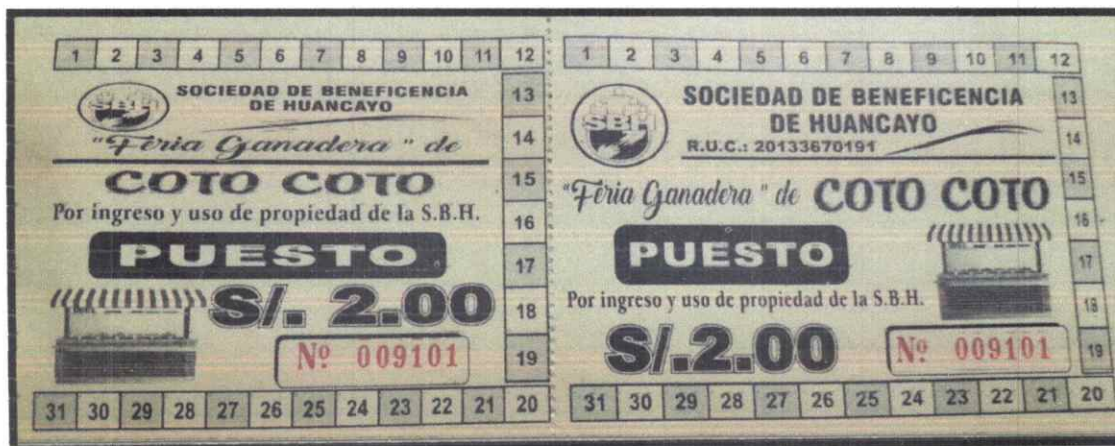 1 2 3 4 5 6 7 8 9 10 11 12
SBH
SOCIEDAD DE BENEFICENCIA
DE HUANCAYO
"Feria Ganadera" de
COTO COTO
Por ingreso y uso de propiedad de la S.B.H.
PUESTO
S/. 2.00
Nº 009101
13
14
15
16
17
18
19
31 30 29 28 27 26 25 24 23 22 21 20
1 2 3 4 5 6 7 8 9 10 11 12
SBH
SOCIEDAD DE BENEFICENCIA
DE HUANCAYO
R.U.C.: 20133670191
"Feria Ganadera" de COTO COTO
PUESTO
Por ingreso y uso de propiedad de la S.B.H.
S/.2.00
Nº 009101
13
14
15
16
17
18
19
31 30 29 28 27 26 25 24 23 22 21 20